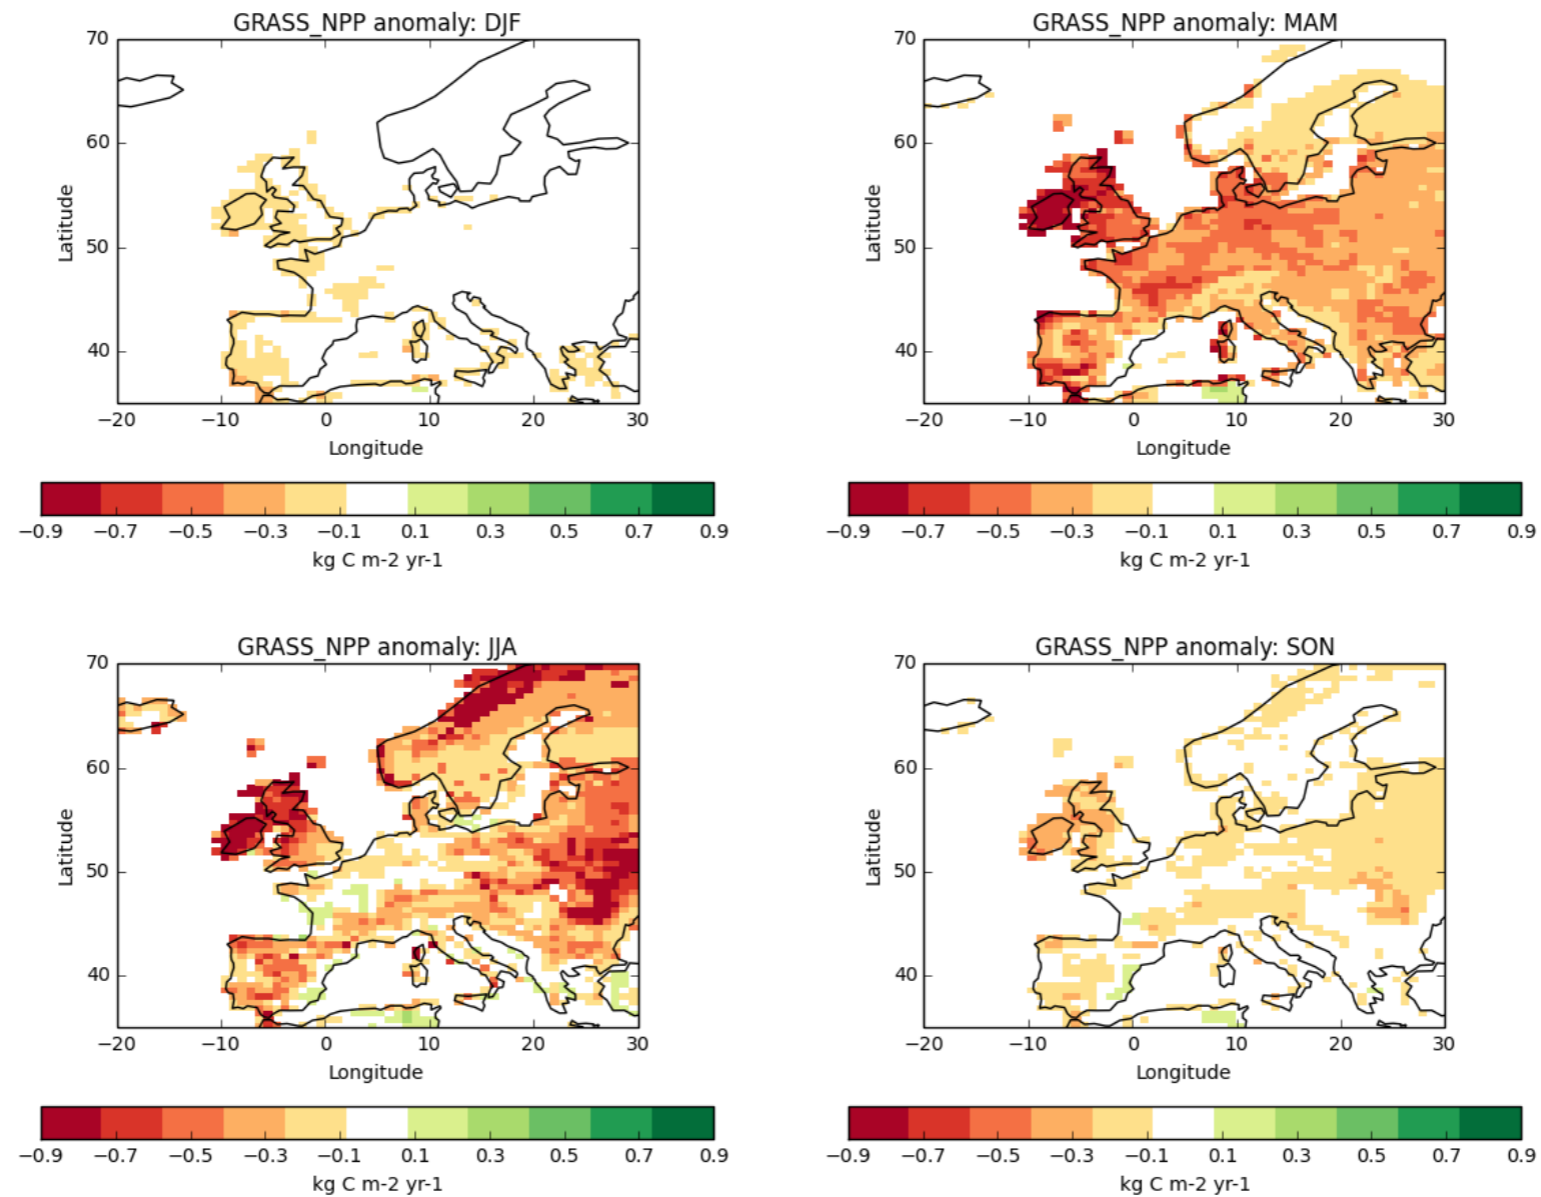 GRASS_NPP anomaly: DJF
70
60
50
40
Latitude
−20 −10 0 10 20 30
Longitude
−0.9 −0.7 −0.5 −0.3 −0.1 0.1 0.3 0.5 0.7 0.9
kg C m-2 yr-1
GRASS_NPP anomaly: MAM
70
60
50
40
Latitude
−20 −10 0 10 20 30
Longitude
−0.9 −0.7 −0.5 −0.3 −0.1 0.1 0.3 0.5 0.7 0.9
kg C m-2 yr-1
GRASS_NPP anomaly: JJA
70
60
50
40
Latitude
−20 −10 0 10 20 30
Longitude
−0.9 −0.7 −0.5 −0.3 −0.1 0.1 0.3 0.5 0.7 0.9
kg C m-2 yr-1
GRASS_NPP anomaly: SON
70
60
50
40
Latitude
−20 −10 0 10 20 30
Longitude
−0.9 −0.7 −0.5 −0.3 −0.1 0.1 0.3 0.5 0.7 0.9
kg C m-2 yr-1